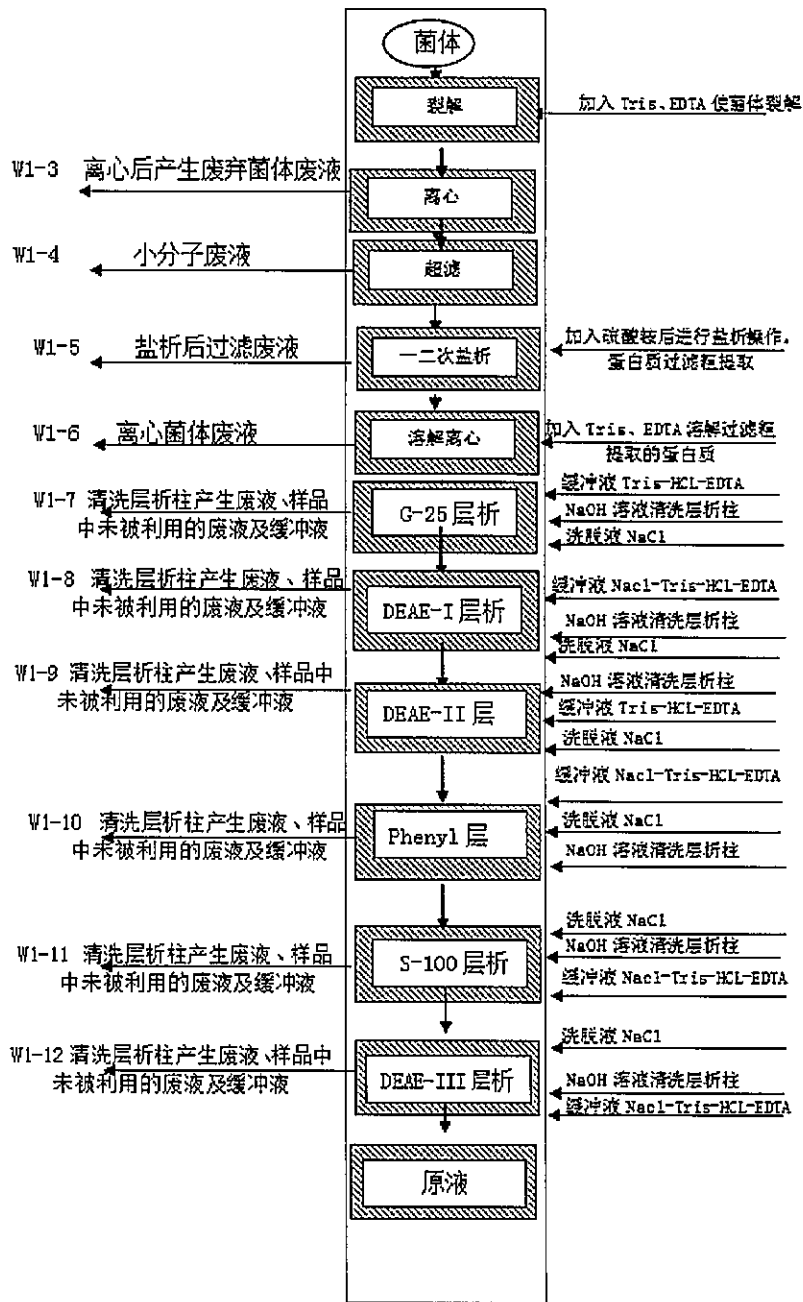 菌体
裂解
加入 Tris、EDTA 使菌体裂解
W1-3 离心后产生废弃菌体废液
离心
W1-4 小分子废液
超滤
W1-5 盐析后过滤废液
一二次盐析
加入硫酸铵后进行盐析操作，
蛋白质过滤粗提取
W1-6 离心菌体废液
溶解离心
加入 Tris、EDTA 溶解过滤粗
提取的蛋白质
W1-7 清洗层析柱产生废液、样品
中未被利用的废液及缓冲液
G-25 层析
缓冲液 Tris-HCL-EDTA
NaOH 溶液清洗层析柱
洗脱液 NaCl
W1-8 清洗层析柱产生废液、样品
中未被利用的废液及缓冲液
DEAE-I 层析
缓冲液 Nacl-Tris-HCL-EDTA
NaOH 溶液清洗层析柱
洗脱液 NaCl
W1-9 清洗层析柱产生废液、样品中
未被利用的废液及缓冲液
DEAE-II 层
NaOH 溶液清洗层析柱
缓冲液 Tris-HCL-EDTA
洗脱液 NaCl
W1-10 清洗层析柱产生废液、样品
中未被利用的废液及缓冲液
Phenyl 层
缓冲液 Nacl-Tris-HCL-EDTA
洗脱液 NaCl
NaOH 溶液清洗层析柱
W1-11 清洗层析柱产生废液、样品
中未被利用的废液及缓冲液
S-100 层析
洗脱液 NaCl
NaOH 溶液清洗层析柱
缓冲液 Nacl-Tris-HCL-EDTA
W1-12 清洗层析柱产生废液、样品中
未被利用的废液及缓冲液
DEAE-III 层析
洗脱液 NaCl
NaOH 溶液清洗层析柱
缓冲液 Nacl-Tris-HCL-EDTA
原液